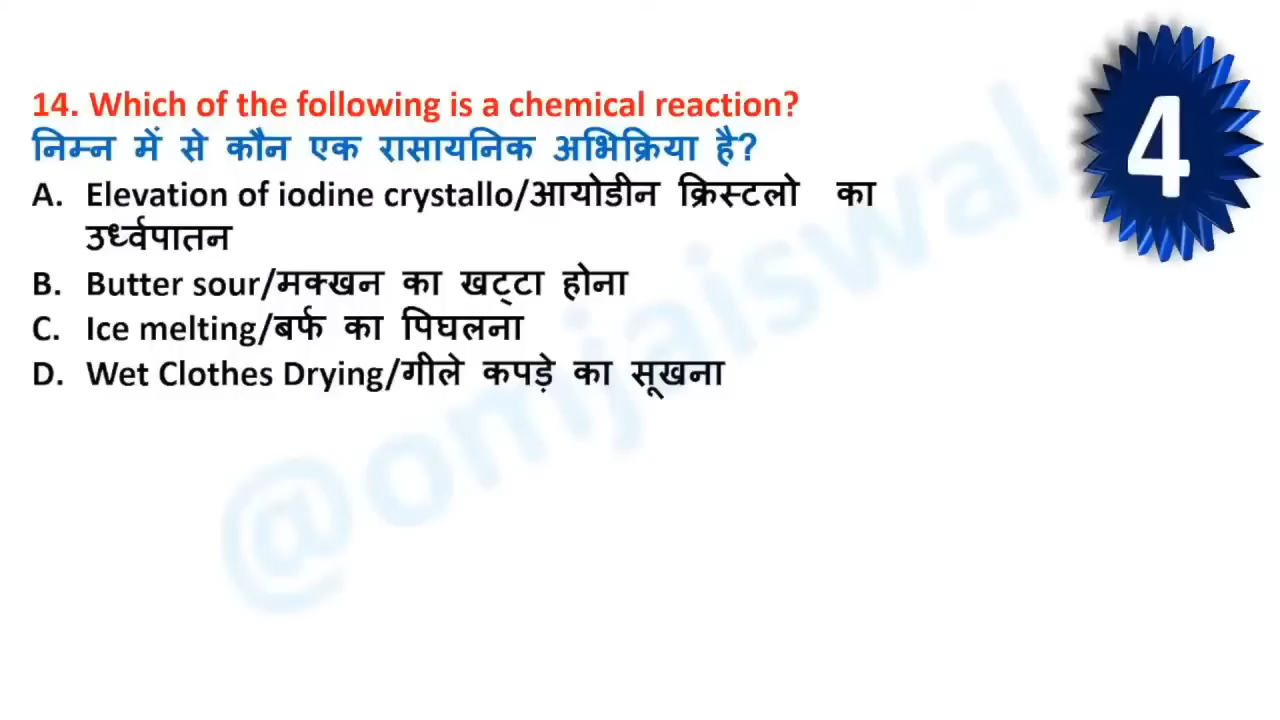 14. Which of the following is a chemical reaction?
निम्न में से कौन एक रासायनिक अभिक्रिया है?
A. Elevation of iodine crystallo/आयोडीन क्रिस्टलो का
उर्ध्वपातन
B. Butter sour/मक्खन का खट्टा होना
C. Ice melting/बर्फ का पिघलना
D. Wet Clothes Drying/गीले कपड़े का सूखना
4
@omjaiswal